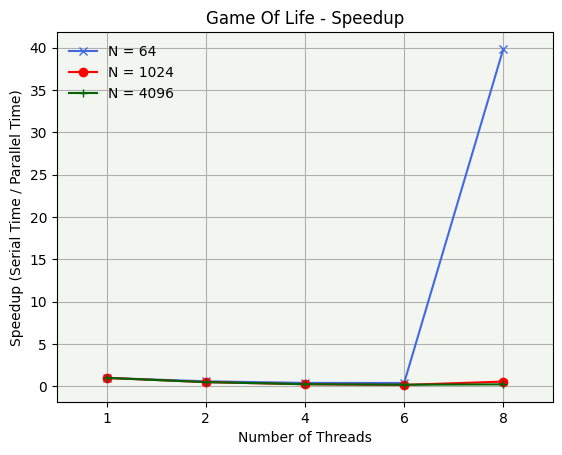 Game Of Life - Speedup
N = 64
N = 1024
N = 4096
Speedup (Serial Time / Parallel Time)
40
35
30
25
20
15
10
5
0
1 2 4 6 8
Number of Threads